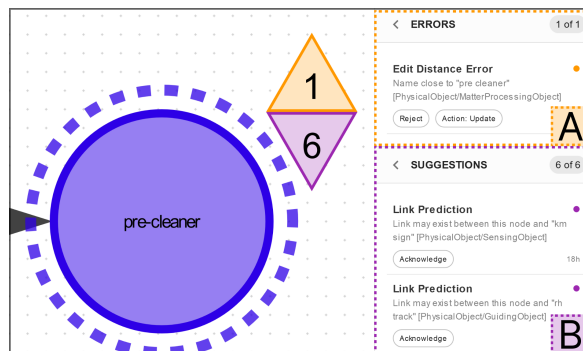 1
6
pre-cleaner
ERRORS
1 of 1
Edit Distance Error
Name close to "pre cleaner"
[PhysicalObject/MatterProcessingObject]
Reject
Action: Update
A
SUGGESTIONS
6 of 6
Link Prediction
Link may exist between this node and "km
sign" [PhysicalObject/SensingObject]
Acknowledge
18h
Link Prediction
Link may exist between this node and "rh
track" [PhysicalObject/GuidingObject]
Acknowledge
B